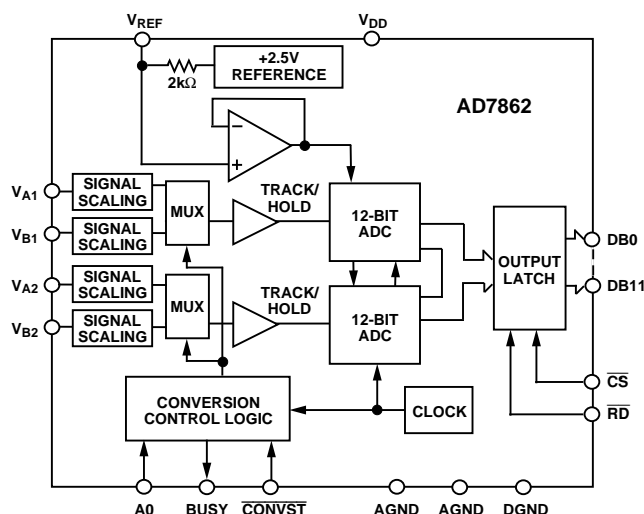 VREF
VDD
+2.5V
REFERENCE
2kΩ
AD7862
−
+
VA1
SIGNAL
SCALING
MUX
TRACK/
HOLD
12-BIT
ADC
VB1
SIGNAL
SCALING
OUTPUT
LATCH
DB0
DB11
VA2
SIGNAL
SCALING
MUX
TRACK/
HOLD
12-BIT
ADC
VB2
SIGNAL
SCALING
CS
RD
CONVERSION
CONTROL LOGIC
CLOCK
A0
BUSY
CONVST
AGND
AGND
DGND